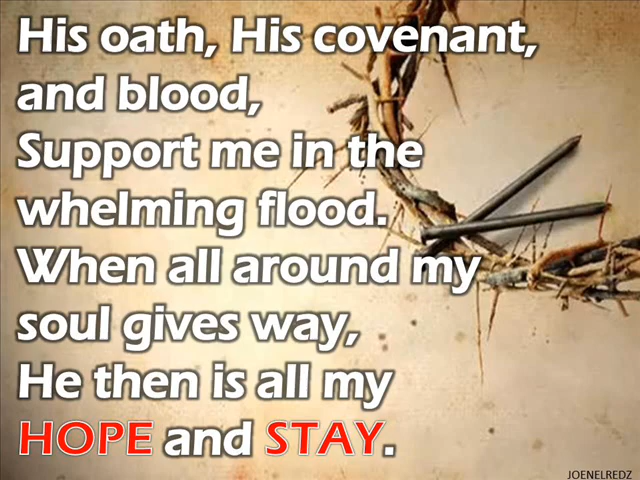 His oath, His covenant,
and blood,
Support me in the
whelming flood.
When all around my
soul gives way,
He then is all my
HOPE and STAY.
JOENELREDZ